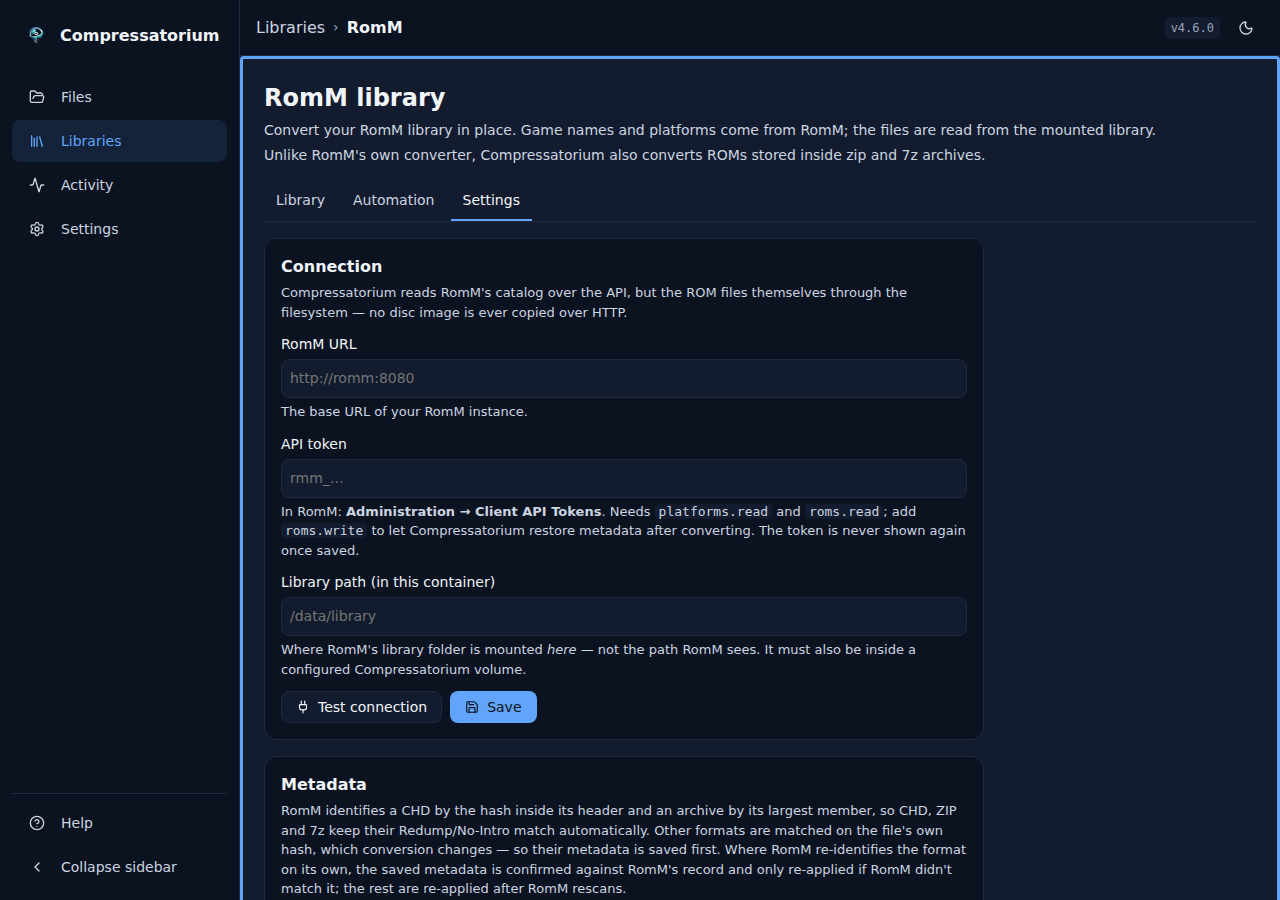 Compressatorium
Libraries › RomM
v4.6.0
Files
Libraries
Activity
Settings
Help
Collapse sidebar
RomM library
Convert your RomM library in place. Game names and platforms come from RomM; the files are read from the mounted library.
Unlike RomM's own converter, Compressatorium also converts ROMs stored inside zip and 7z archives.
Library Automation Settings
Connection
Compressatorium reads RomM's catalog over the API, but the ROM files themselves through the
filesystem — no disc image is ever copied over HTTP.
RomM URL
http://romm:8080
The base URL of your RomM instance.
API token
rmm_...
In RomM: Administration → Client API Tokens. Needs platforms.read and roms.read; add
roms.write to let Compressatorium restore metadata after converting. The token is never shown again
once saved.
Library path (in this container)
/data/library
Where RomM's library folder is mounted here — not the path RomM sees. It must also be inside a
configured Compressatorium volume.
Test connection Save
Metadata
RomM identifies a CHD by the hash inside its header and an archive by its largest member, so CHD, ZIP
and 7z keep their Redump/No-Intro match automatically. Other formats are matched on the file's own
hash, which conversion changes — so their metadata is saved first. Where RomM re-identifies the format
on its own, the saved metadata is confirmed against RomM's record and only re-applied if RomM didn't
match it; the rest are re-applied after RomM rescans.